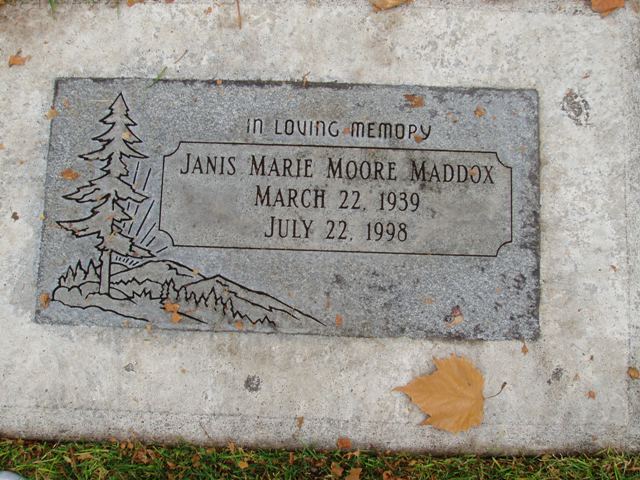 IN LOVING MEMORY
JANIS MARIE MOORE MADDOX
MARCH 22, 1939
JULY 22, 1998